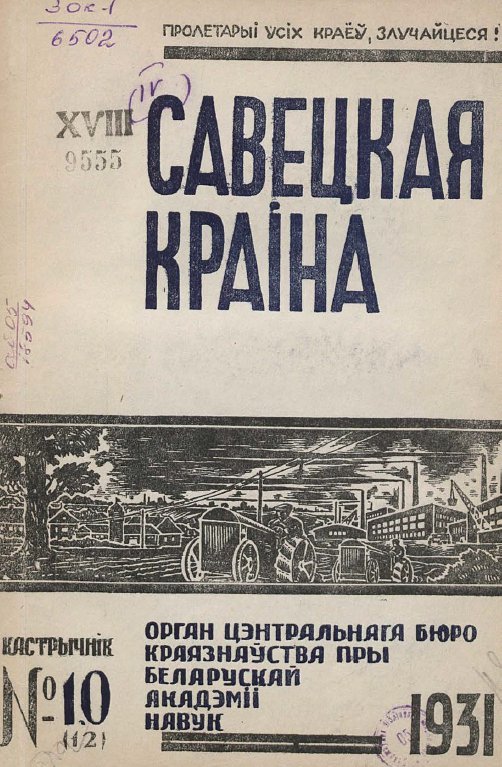 ЗОК-1
6502
ПРОЛЕТАРЫІ УСІХ КРАЁЎ, ЗЛУЧАЙЦЕСЯ!
IV
XVIII
9555
САВЕЦКАЯ
КРАІНА
КАСТРЫЧНІК
№ 10
(12)
ОРГАН ЦЭНТРАЛЬНАГА БЮРО
КРАЯЗНАЎСТВА ПРЫ
БЕЛАРУСКАЙ
АКАДЭМІІ
НАВУК
1931